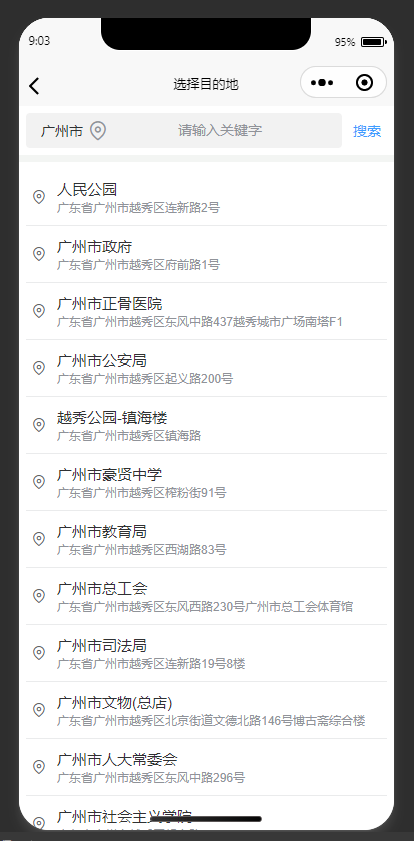 9:03
95%
选择目的地
广州市 请输入关键字 搜索
人民公园
广东省广州市越秀区连新路2号
广州市政府
广东省广州市越秀区府前路1号
广州市正骨医院
广东省广州市越秀区东风中路437越秀城市广场南塔F1
广州市公安局
广东省广州市越秀区起义路200号
越秀公园-镇海楼
广东省广州市越秀区镇海路
广州市豪贤中学
广东省广州市越秀区榨粉街91号
广州市教育局
广东省广州市越秀区西湖路83号
广州市总工会
广东省广州市越秀区东风西路230号广州市总工会体育馆
广州市司法局
广东省广州市越秀区连新路19号8楼
广州市文物(总店)
广东省广州市越秀区北京街道文德北路146号博古斋综合楼
广州市人大常委会
广东省广州市越秀区东风中路296号
广州市社会主义学院